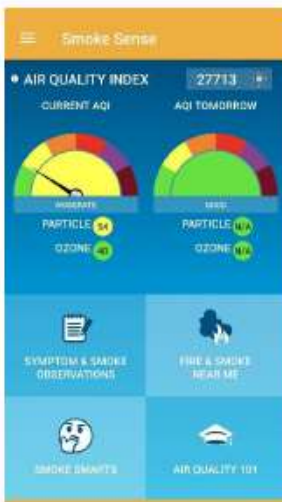 Smoke Sense
AIR QUALITY INDEX 27713
CURRENT AQI AQI TOMORROW
MODERATE GOOD
PARTICLE 54 PARTICLE N/A
OZONE 40 OZONE N/A
SYMPTOM & SMOKE OBSERVATIONS
FIRE & SMOKE NEAR ME
SMOKE SMARTS AIR QUALITY 101